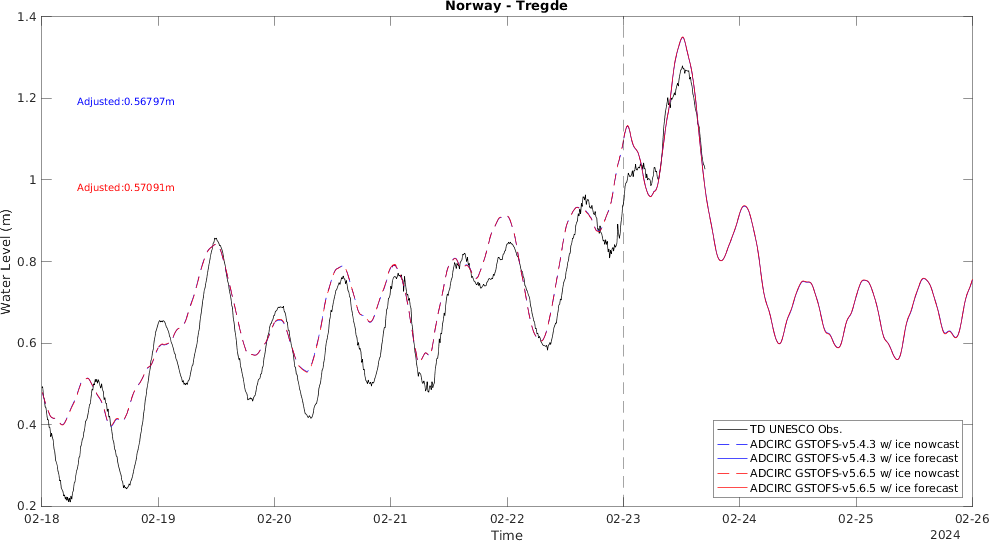 Norway - Tregde
1.4
1.2
1
0.8
0.6
0.4
0.2
Water Level (m)
Adjusted:0.56797m
Adjusted:0.57091m
TD UNESCO Obs.
ADCIRC GSTOFS-v5.4.3 w/ ice nowcast
ADCIRC GSTOFS-v5.4.3 w/ ice forecast
ADCIRC GSTOFS-v5.6.5 w/ ice nowcast
ADCIRC GSTOFS-v5.6.5 w/ ice forecast
02-18 02-19 02-20 02-21 02-22 02-23 02-24 02-25 02-26
Time
2024